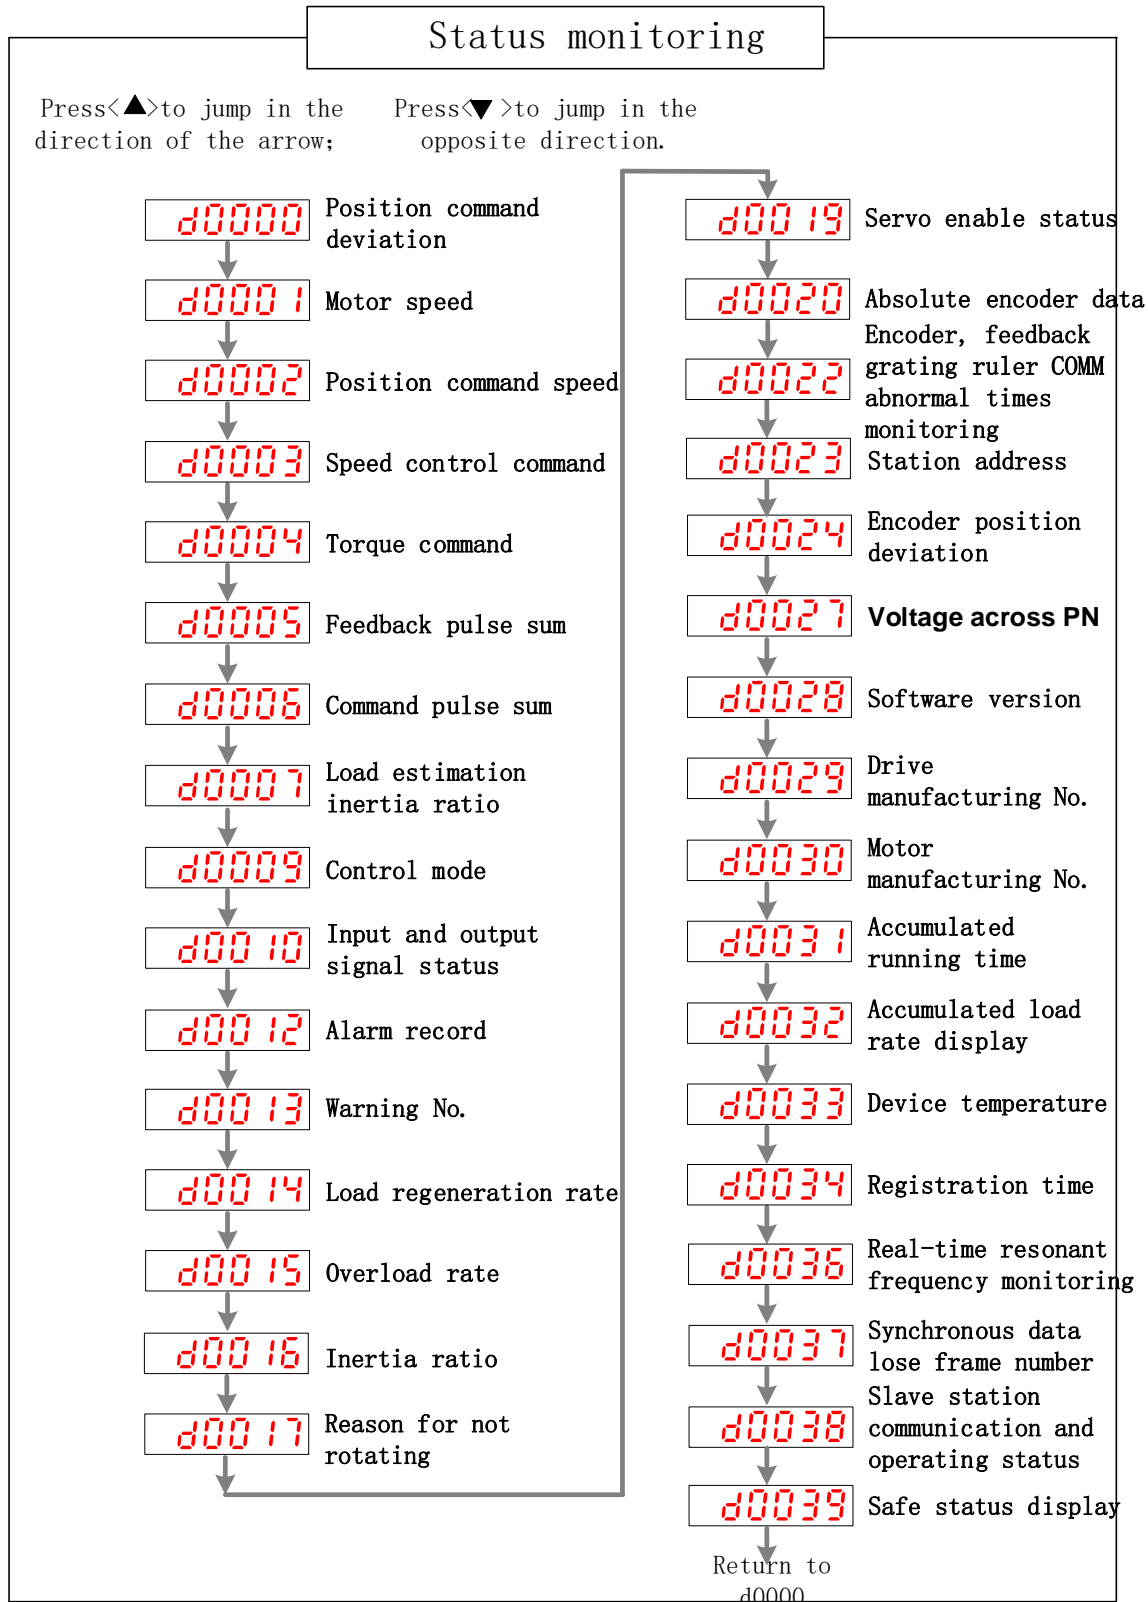 Status monitoring
Press<▲>to jump in the
direction of the arrow;
Press<▼>to jump in the
opposite direction.
d0000
Position command
deviation
d0001
Motor speed
d0002
Position command speed
d0003
Speed control command
d0004
Torque command
d0005
Feedback pulse sum
d0006
Command pulse sum
d0007
Load estimation
inertia ratio
d0009
Control mode
d0010
Input and output
signal status
d0012
Alarm record
d0013
Warning No.
d0014
Load regeneration rate
d0015
Overload rate
d0016
Inertia ratio
d0017
Reason for not
rotating
d0019
Servo enable status
d0020
Absolute encoder data
d0022
Encoder, feedback
grating ruler COMM
abnormal times
monitoring
d0023
Station address
d0024
Encoder position
deviation
d0027
Voltage across PN
d0028
Software version
d0029
Drive
manufacturing No.
d0030
Motor
manufacturing No.
d0031
Accumulated
running time
d0032
Accumulated load
rate display
d0033
Device temperature
d0034
Registration time
d0036
Real-time resonant
frequency monitoring
d0037
Synchronous data
lose frame number
d0038
Slave station
communication and
operating status
d0039
Safe status display
Return to
d0000